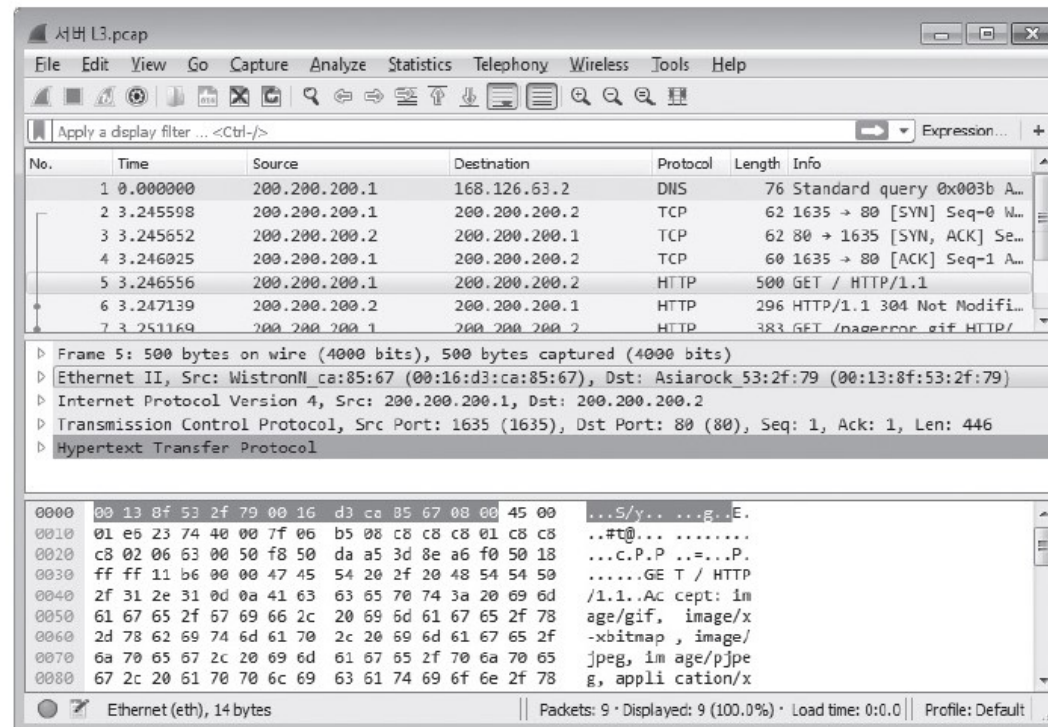 서버 L3.pcap
File Edit View Go Capture Analyze Statistics Telephony Wireless Tools Help
Apply a display filter ... <Ctrl-/> Expression... +
No. Time Source Destination Protocol Length Info
1 0.000000 200.200.200.1 168.126.63.2 DNS 76 Standard query 0x003b A…
2 3.245598 200.200.200.1 200.200.200.2 TCP 62 1635 → 80 [SYN] Seq=0 W…
3 3.245652 200.200.200.2 200.200.200.1 TCP 62 80 → 1635 [SYN, ACK] Se…
4 3.246025 200.200.200.1 200.200.200.2 TCP 60 1635 → 80 [ACK] Seq=1 A…
5 3.246556 200.200.200.1 200.200.200.2 HTTP 500 GET / HTTP/1.1
6 3.247139 200.200.200.2 200.200.200.1 HTTP 296 HTTP/1.1 304 Not Modifi…
7 3.251169 200.200.200.1 200.200.200.2 HTTP 383 GET /pagerror.gif HTTP/
Frame 5: 500 bytes on wire (4000 bits), 500 bytes captured (4000 bits)
Ethernet II, Src: WistronN_ca:85:67 (00:16:d3:ca:85:67), Dst: Asiarock_53:2f:79 (00:13:8f:53:2f:79)
Internet Protocol Version 4, Src: 200.200.200.1, Dst: 200.200.200.2
Transmission Control Protocol, Src Port: 1635 (1635), Dst Port: 80 (80), Seq: 1, Ack: 1, Len: 446
Hypertext Transfer Protocol
0000 00 13 8f 53 2f 79 00 16 d3 ca 85 67 08 00 45 00 ...S/y.. ...g..E.
0010 01 e6 23 74 40 00 7f 06 b5 08 c8 c8 c8 01 c8 c8 ..#t@... ........
0020 c8 02 06 63 00 50 f8 50 da a5 3d 8e a6 f0 50 18 ...c.P.P ..=...P.
0030 ff ff 11 b6 00 00 47 45 54 20 2f 20 48 54 54 50 ......GE T / HTTP
0040 2f 31 2e 31 0d 0a 41 63 63 65 70 74 3a 20 69 6d /1.1..Ac cept: im
0050 61 67 65 2f 67 69 66 2c 20 69 6d 61 67 65 2f 78 age/gif, image/x
0060 2d 78 62 69 74 6d 61 70 2c 20 69 6d 61 67 65 2f -xbitmap , image/
0070 6a 70 65 67 2c 20 69 6d 61 67 65 2f 70 6a 70 65 jpeg, im age/pjpe
0080 67 2c 20 61 70 70 6c 69 63 61 74 69 6f 6e 2f 78 g, appli cation/x
Ethernet (eth), 14 bytes Packets: 9 · Displayed: 9 (100.0%) · Load time: 0:0.0 Profile: Default